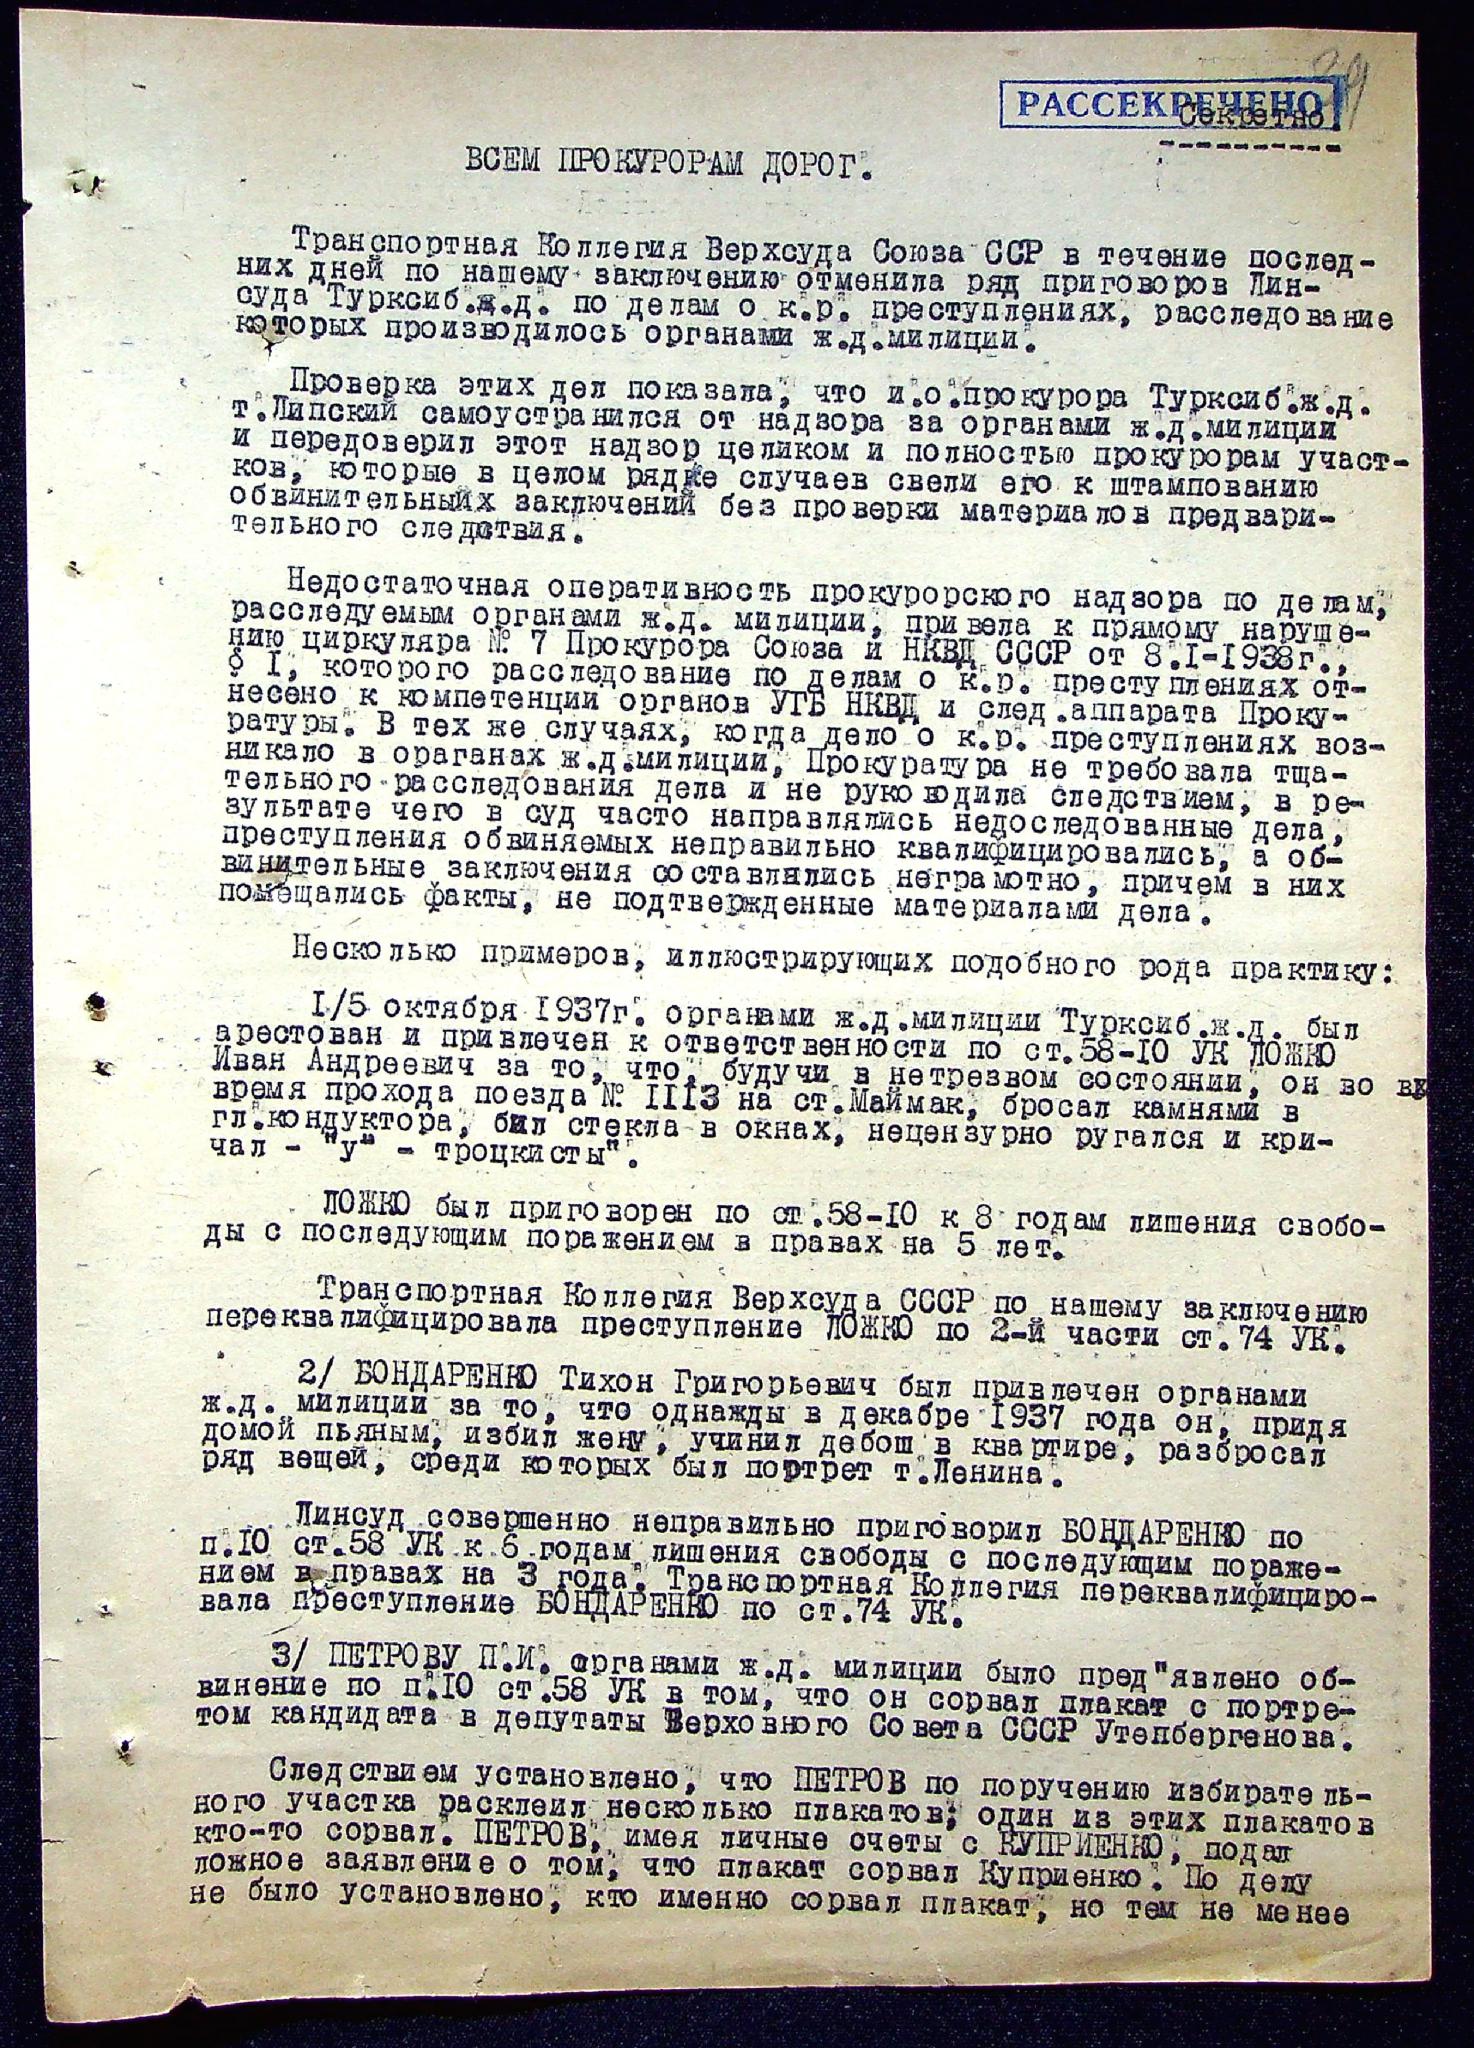 РАССЕКРЕЧЕНО
Секретно.
ВСЕМ ПРОКУРОРАМ ДОРОГ.
Транспортная Коллегия Верхсуда Союза ССР в течение послед-
них дней по нашему заключению отменила ряд приговоров Лин-
суда Турксиб.ж.д. по делам о к.р. преступлениях, расследование
которых производилось органами ж.д.милиции.
Проверка этих дел показала, что и.о.прокурора Турксиб.ж.д.
т.Липский самоустранился от надзора за органами ж.д.милиции
и передоверил этот надзор целиком и полностью прокурорам участ-
ков, которые в целом ряде случаев свели его к штампованию
обвинительныйх заключений без проверки материалов предвари-
тельного следствия.
Недостаточная оперативность прокурорского надзора по делам,
расследуемым органами ж.д. милиции, привела к прямому наруше-
нию циркуляра № 7 Прокурора Союза и НКВД СССР от 8.I-1938г.,
§ I, которого расследование по делам о к.р. преступлениях от-
несено к компетенции органов УГБ НКВД и след.аппарата Проку-
ратуры. В тех же случаях, когда дело о к.р. преступлениях воз-
никало в ораганах ж.д.милиции, Прокуратура не требовала тща-
тельного расследования дела и не руководила следствием, в ре-
зультате чего в суд часто направлялись недоследованные дела,
преступления обвиняемых неправильно квалифицировались, а об-
винительные заключения составлялись неграмотно, причем в них
помещались факты, не подтвержденные материалами дела.
Несколько примеров, иллюстрирующих подобного рода практику:
I/5 октября 1937г. органами ж.д.милиции Турксиб.ж.д. был
арестован и привлечен к ответственности по ст.58-10 УК ЛОЖКО
Иван Андреевич за то, что, будучи в нетрезвом состоянии, он во
время прохода поезда № IIIЗ на ст.Маймак, бросал камнями в
гл.кондуктора, бил стекла в окнах, нецензурно ругался и кри-
чал - "у" - троцкисты".
ЛОЖКО был приговорен по ст.58-10 к 8 годам лишения свобо-
ды с последующим поражением в правах на 5 лет.
Транспортная Коллегия Верхсуда СССР по нашему заключению
переквалифицировала преступление ЛОЖКО по 2-й части ст.74 УК.
2/ БОНДАРЕНКО Тихон Григорьевич был привлечен органами
ж.д. милиции за то, что однажды в декабре 1937 года он, придя
домой пьяным, избил жену, учинил дебош в квартире, разбросал
ряд вещей, среди которых был портрет т.Ленина.
Линсуд совершенно неправильно приговорил БОНДАРЕНКО по
п.10 ст.58 УК к 6 годам лишения свободы с последующим пораже-
нием в правах на 3 года. Транспортная Коллегия переквалифициро-
вала преступление БОНДАРЕНКО по ст.74 УК.
3/ ПЕТРОВУ П.И. органами ж.д. милиции было пред"явлено об-
винение по п.10 ст.58 УК в том, что он сорвал плакат с портре-
том кандидата в депутаты Верховного Совета СССР Утепбергенова.
Следствием установлено, что ПЕТРОВ по поручению избиратель-
ного участка расклеил несколько плакатов; один из этих плакатов
кто-то сорвал. ПЕТРОВ, имея личные счеты с КУПРИЕНКО, подал
ложное заявление о том, что плакат сорвал Куприенко. По делу
не было установлено, кто именно сорвал плакат, но тем не менее